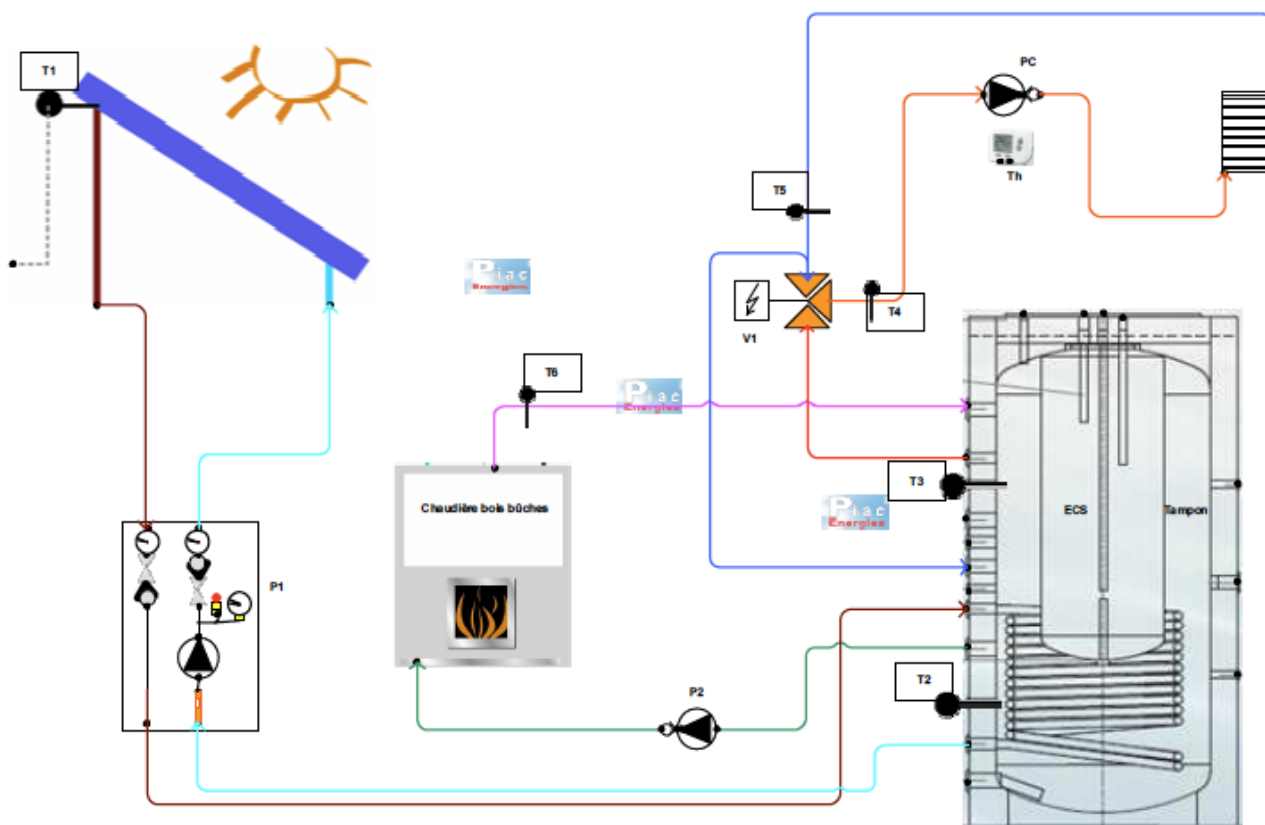 T1
PC
Th
T5
Piac
Energies
V1
T4
T6
Piac
Energies
T3
Piac
Energies
ECS
Tampon
Chaudière bois bûches
P1
T2
P2